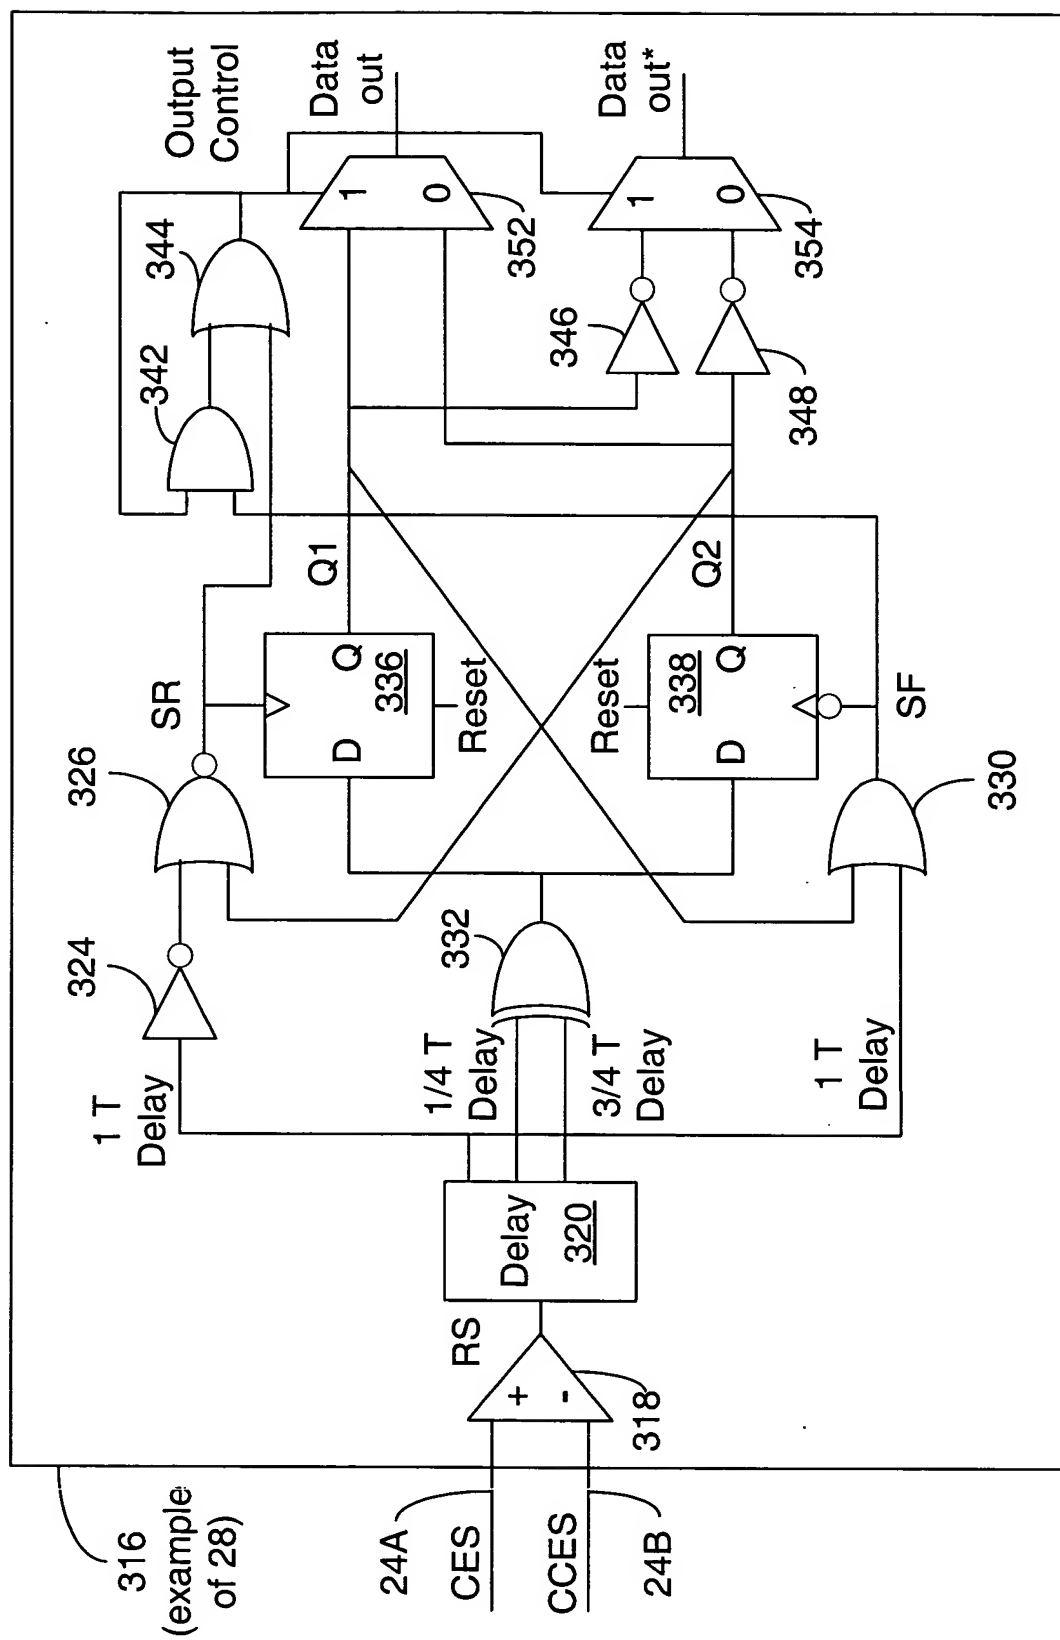 316
(example
of 28)
24A
CES
CCES
24B
+
-
318
RS
Delay
320
1 T
Delay
324
326
SR
1/4 T
Delay
3/4 T
Delay
332
1 T
Delay
330
SF
D
Q
336
Reset
Q1
Reset
D
Q
338
Q2
342
344
Output
Control
346
348
1
0
352
Data
out
1
0
354
Data
out*